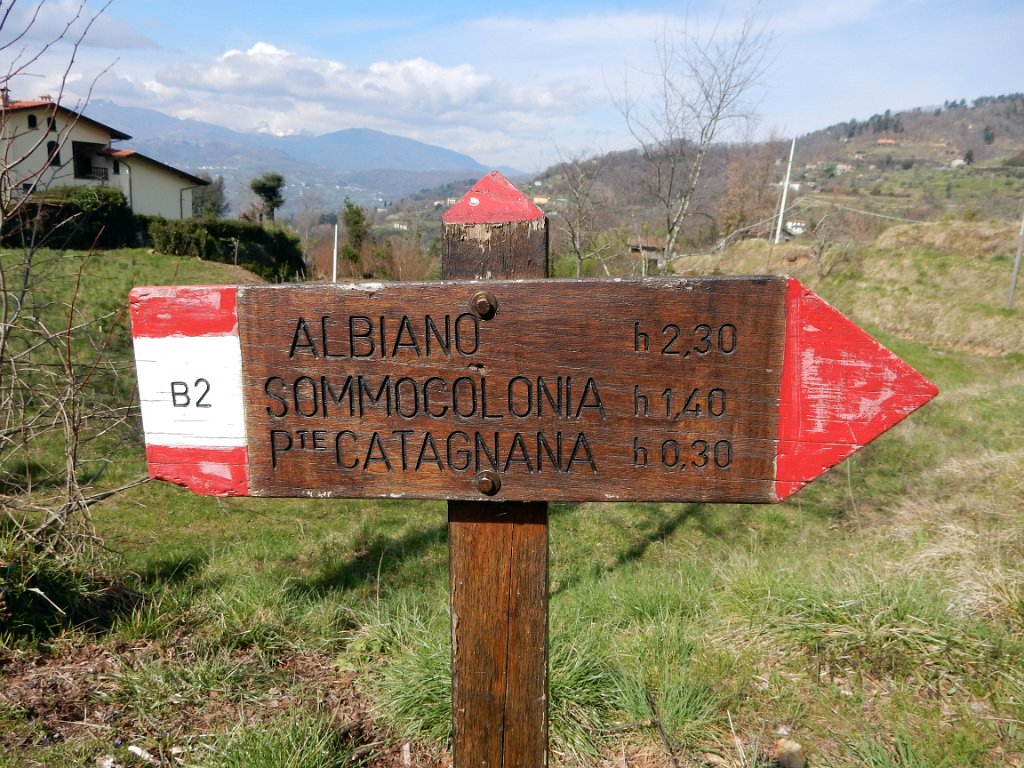 B2
ALBIANO h 2,30
SOMMOCOLONIA h 1,40
PTE CATAGNANA h 0,30